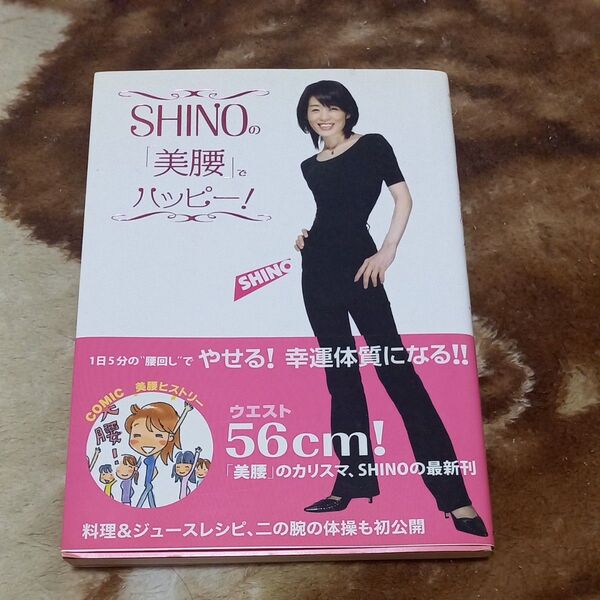 SHINOの
「美腰」で
ハッピー!
SHINO
1日5分の“腰回し”で やせる! 幸運体質になる!!
COMIC 美腰ヒストリー
美腰!
ウエスト
56cm!
「美腰」のカリスマ、SHINOの最新刊
料理&ジュースレシピ、二の腕の体操も初公開